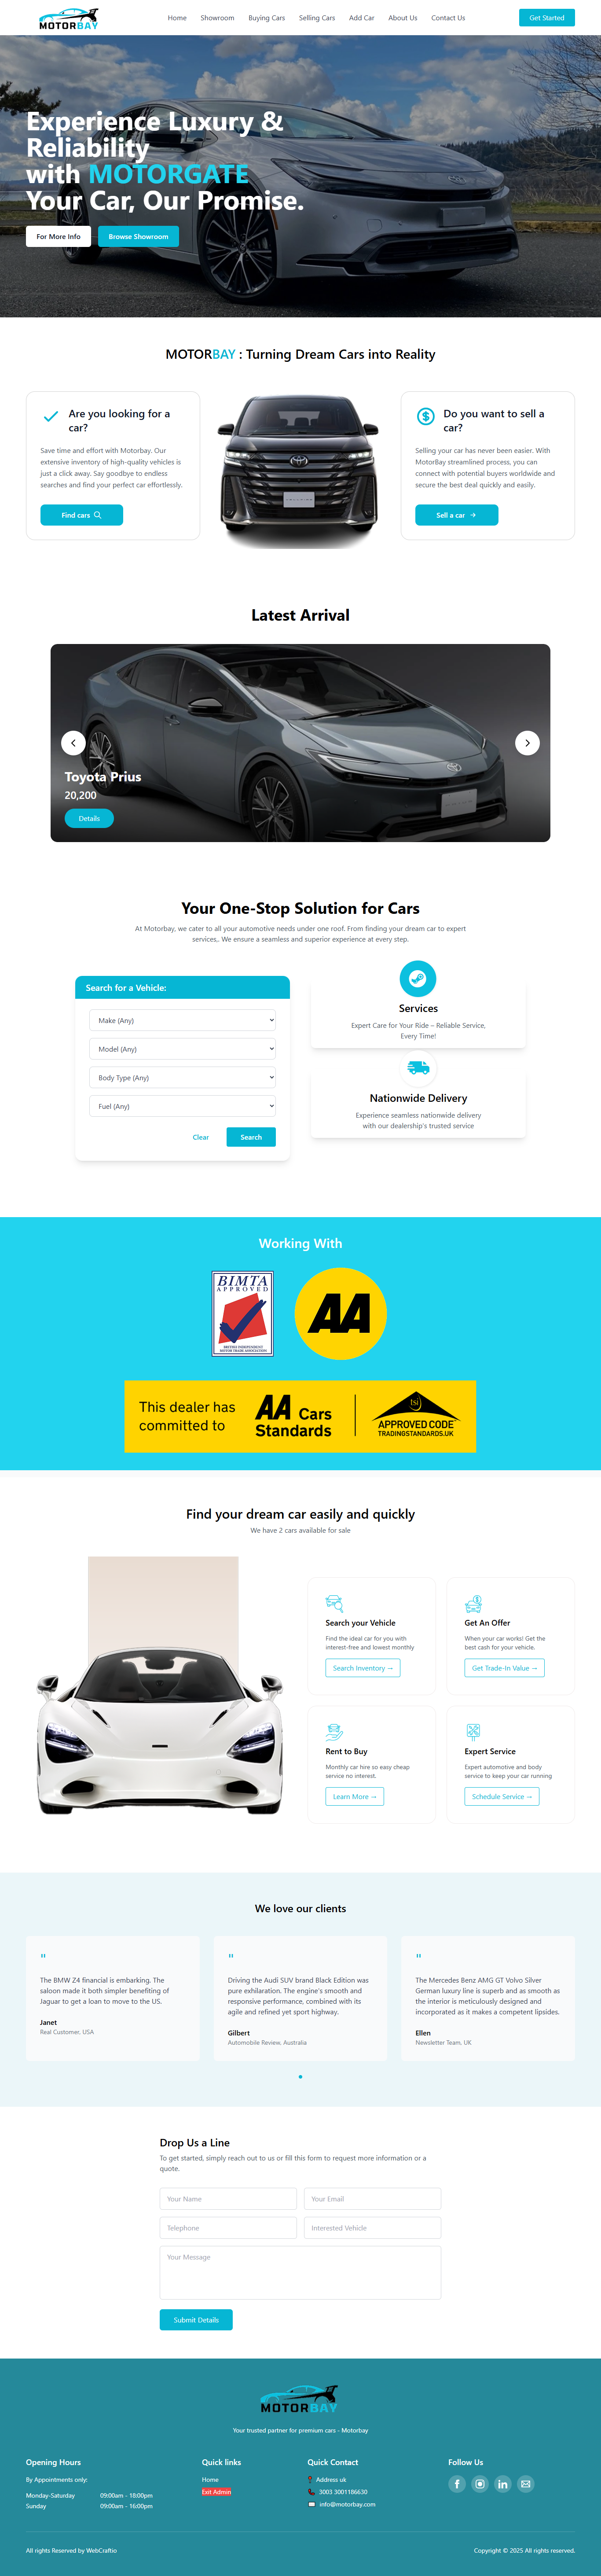 MOTORBAY
Home Showroom Buying Cars Selling Cars Add Car About Us Contact Us
Get Started
Experience Luxury &
Reliability
with MOTORGATE
Your Car, Our Promise.
For More Info Browse Showroom
MOTORBAY : Turning Dream Cars into Reality
Are you looking for a
car?
Save time and effort with Motorbay. Our
extensive inventory of high-quality vehicles is
just a click away. Say goodbye to endless
searches and find your perfect car effortlessly.
Find cars
Do you want to sell a
car?
Selling your car has never been easier. With
MotorBay streamlined process, you can
connect with potential buyers worldwide and
secure the best deal quickly and easily.
Sell a car
Latest Arrival
Toyota Prius
20,200
Details
Your One-Stop Solution for Cars
At Motorbay, we cater to all your automotive needs under one roof. From finding your dream car to expert
services,. We ensure a seamless and superior experience at every step.
Search for a Vehicle:
Make (Any)
Model (Any)
Body Type (Any)
Fuel (Any)
Clear Search
Services
Expert Care for Your Ride – Reliable Service,
Every Time!
Nationwide Delivery
Experience seamless nationwide delivery
with our dealership's trusted service
Working With
BIMTA
APPROVED
BRITISH INDEPENDENT
MOTOR TRADE ASSOCIATION
AA
This dealer has
committed to
AA Cars
Standards
tsi
APPROVED CODE
TRADINGSTANDARDS.UK
Find your dream car easily and quickly
We have 2 cars available for sale
Search your Vehicle
Find the ideal car for you with
interest-free and lowest monthly
Search Inventory →
Get An Offer
When your car works! Get the
best cash for your vehicle.
Get Trade-In Value →
Rent to Buy
Monthly car hire so easy cheap
service no interest.
Learn More →
Expert Service
Expert automotive and body
service to keep your car running
Schedule Service →
We love our clients
"
The BMW Z4 financial is embarking. The
saloon made it both simpler benefiting of
Jaguar to get a loan to move to the US.
Janet
Real Customer, USA
"
Driving the Audi SUV brand Black Edition was
pure exhilaration. The engine's smooth and
responsive performance, combined with its
agile and refined yet sport highway.
Gilbert
Automobile Review, Australia
"
The Mercedes Benz AMG GT Volvo Silver
German luxury line is superb and as smooth as
the interior is meticulously designed and
incorporated as it makes a competent lipsides.
Ellen
Newsletter Team, UK
Drop Us a Line
To get started, simply reach out to us or fill this form to request more information or a
quote.
Your Name Your Email
Telephone Interested Vehicle
Your Message
Submit Details
MOTORBAY
Your trusted partner for premium cars - Motorbay
Opening Hours
By Appointments only:
Monday-Saturday 09:00am - 18:00pm
Sunday 09:00am - 16:00pm
Quick links
Home
Exit Admin
Quick Contact
Address uk
3003 3001186630
info@motorbay.com
Follow Us
All rights Reserved by WebCraftio
Copyright © 2025 All rights reserved.